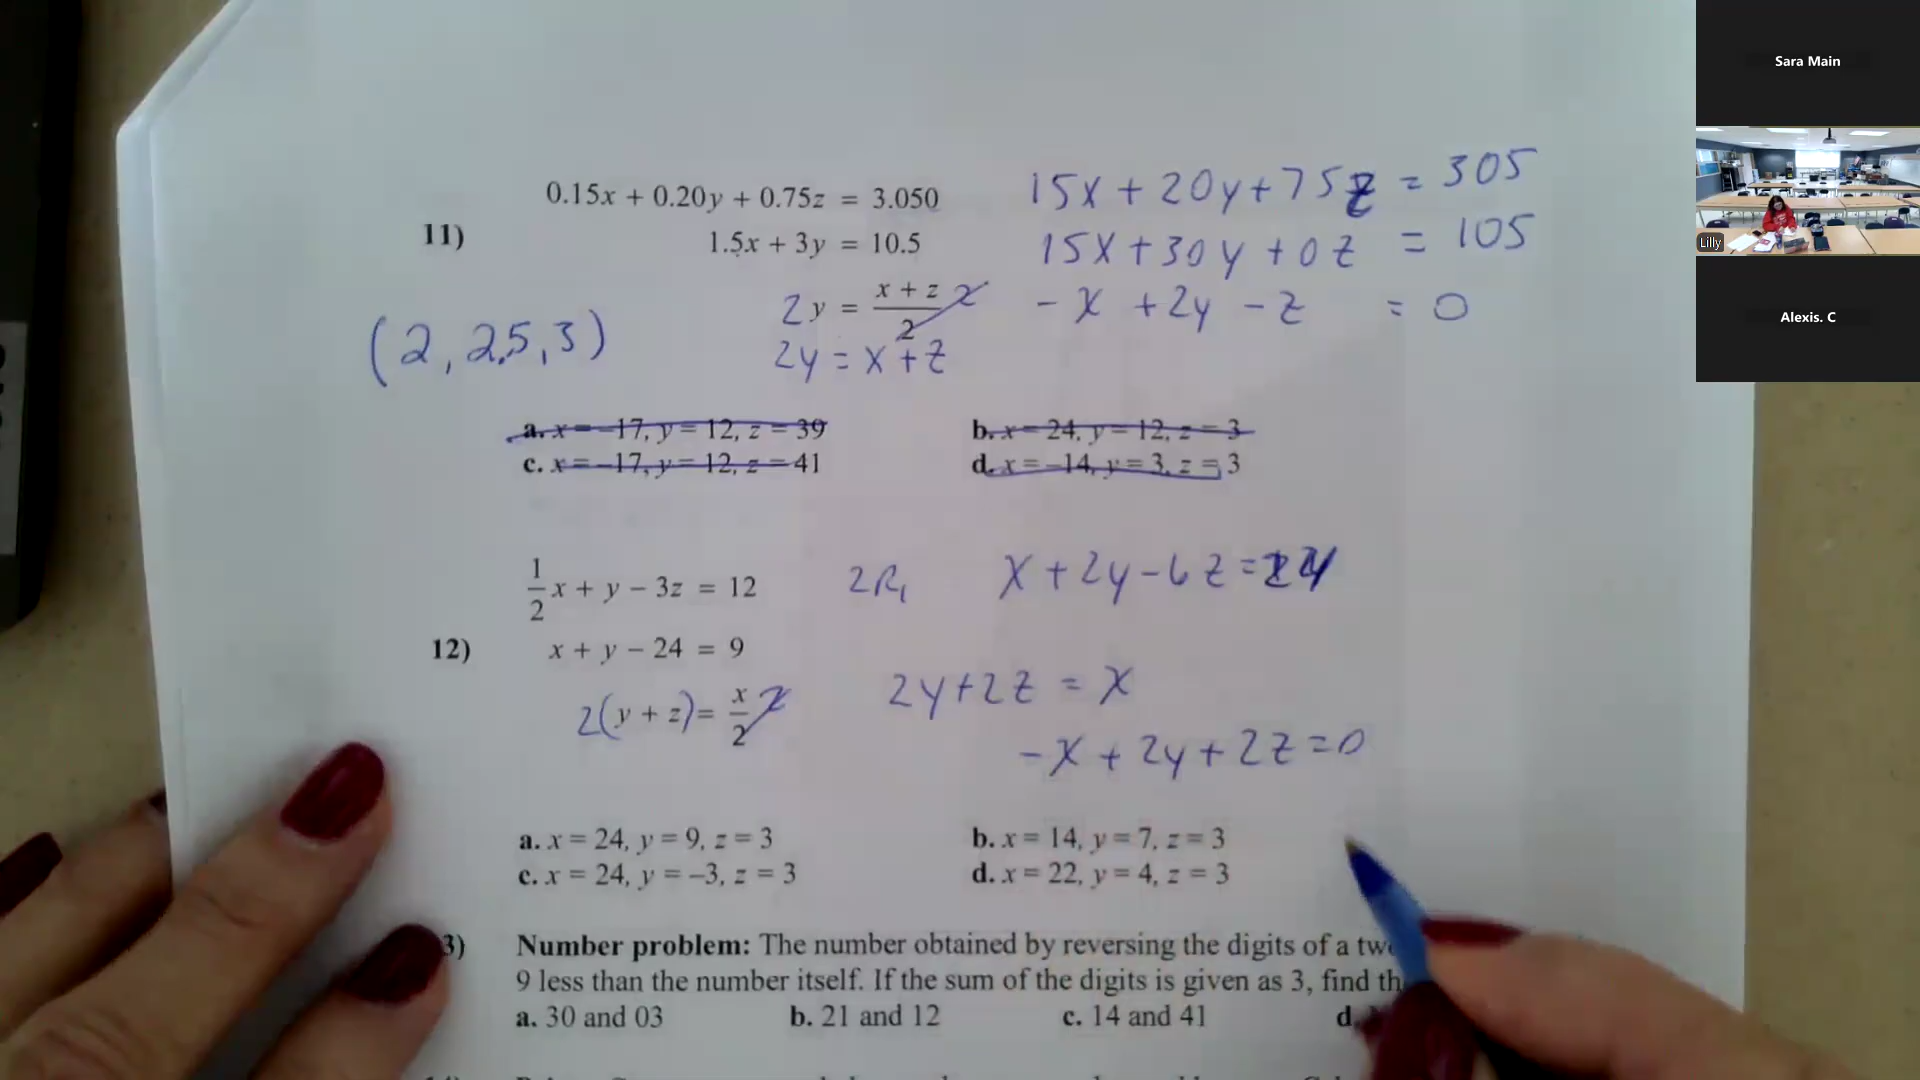 Sara Main
Lilly
Alexis. C
11)
0.15x + 0.20y + 0.75z = 3.050
1.5x + 3y = 10.5
2y = x + z / 2 2
2y = x + z
15x + 20y + 75z = 305
15x + 30y + 0z = 105
- x + 2y - z = 0
(2, 2.5, 3)
a. x = –17, y = 12, z = 39
b. x = 24, y = 12, z = 3
c. x = –17, y = 12, z = 41
d. x = –14, y = 3, z = 3
12)
1/2 x + y − 3z = 12
2R₁
x + 2y - 6z = 24
x + y − 24 = 9
2(y + z) = x/2 2
2y + 2z = x
- x + 2y + 2z = 0
a. x = 24, y = 9, z = 3
b. x = 14, y = 7, z = 3
c. x = 24, y = –3, z = 3
d. x = 22, y = 4, z = 3
3) Number problem: The number obtained by reversing the digits of a
9 less than the number itself. If the sum of the digits is given as 3, find
a. 30 and 03
b. 21 and 12
c. 14 and 41
d.